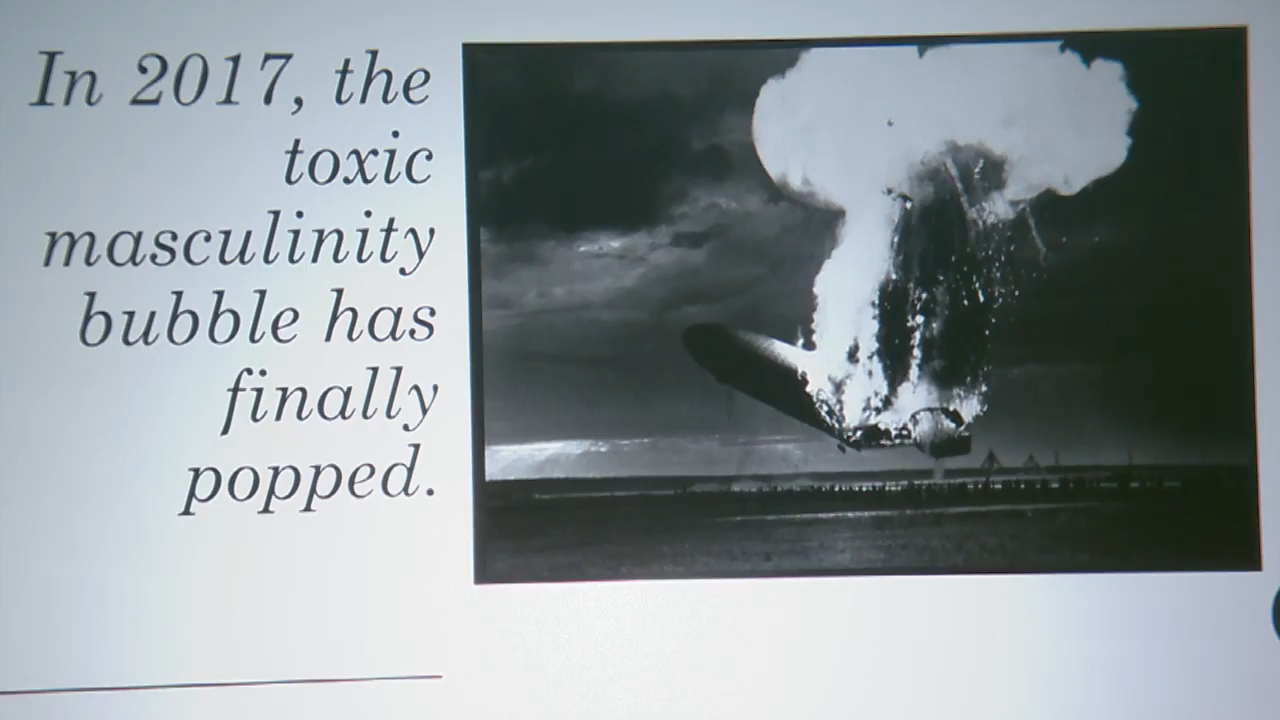 In 2017, the
toxic
masculinity
bubble has
finally
popped.